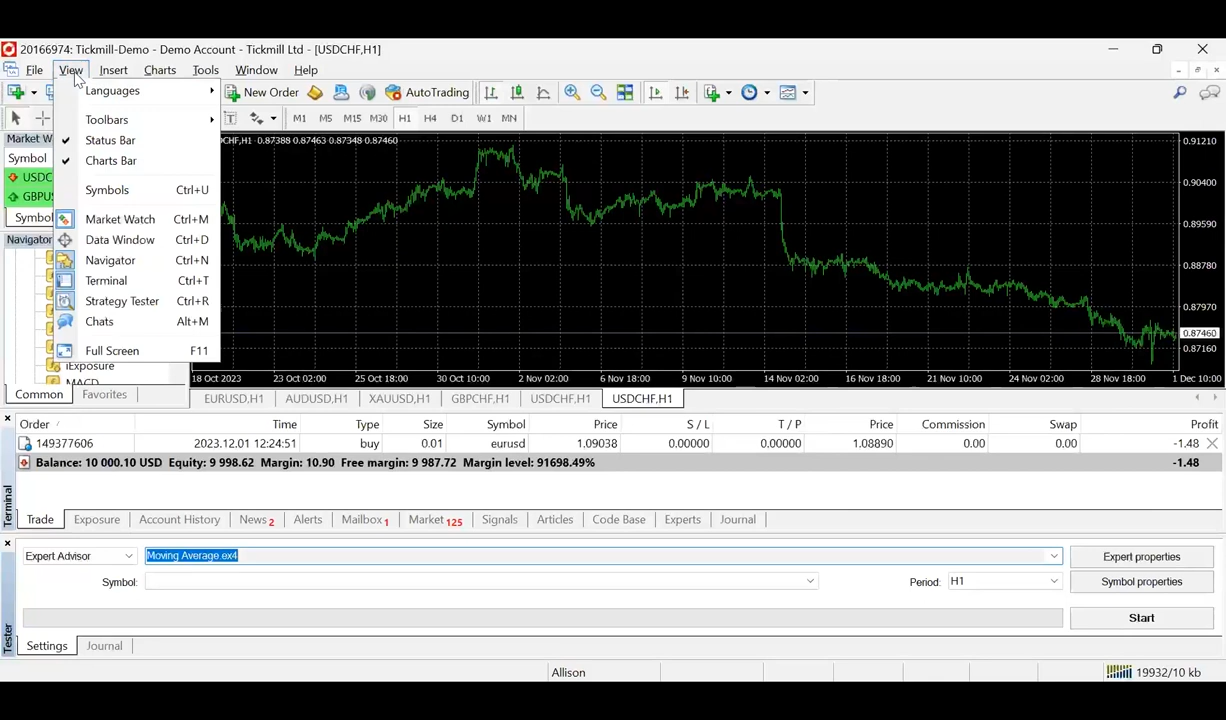 20166974: Tickmill-Demo - Demo Account - Tickmill Ltd - [USDCHF,H1]
File View Insert Charts Tools Window Help
New Order AutoTrading
M1 M5 M15 M30 H1 H4 D1 W1 MN
Languages
Toolbars
Status Bar
Charts Bar
Symbols Ctrl+U
Market Watch Ctrl+M
Data Window Ctrl+D
Navigator Ctrl+N
Terminal Ctrl+T
Strategy Tester Ctrl+R
Chats Alt+M
Full Screen F11
Market W
Symbol
USDC
GBPUS
Symbol
Navigator
iExposure
MACD
Common Favorites
CHF,H1 0.87388 0.87463 0.87348 0.87460
0.91210
0.90400
0.89590
0.88780
0.87970
0.87460
0.87160
18 Oct 2023 23 Oct 02:00 25 Oct 18:00 30 Oct 10:00 2 Nov 02:00 6 Nov 18:00 9 Nov 10:00 14 Nov 02:00 16 Nov 18:00 21 Nov 10:00 24 Nov 02:00 28 Nov 18:00 1 Dec 10:00
EURUSD,H1 AUDUSD,H1 XAUUSD,H1 GBPCHF,H1 USDCHF,H1 USDCHF,H1
Order Time Type Size Symbol Price S / L T / P Price Commission Swap Profit
149377606 2023.12.01 12:24:51 buy 0.01 eurusd 1.09038 0.00000 0.00000 1.08890 0.00 0.00 -1.48
Balance: 10 000.10 USD Equity: 9 998.62 Margin: 10.90 Free margin: 9 987.72 Margin level: 91698.49% -1.48
Terminal
Trade Exposure Account History News 2 Alerts Mailbox 1 Market 125 Signals Articles Code Base Experts Journal
Expert Advisor Moving Average.ex4 Expert properties
Symbol: Period: H1 Symbol properties
Start
Tester
Settings Journal
Allison 19932/10 kb